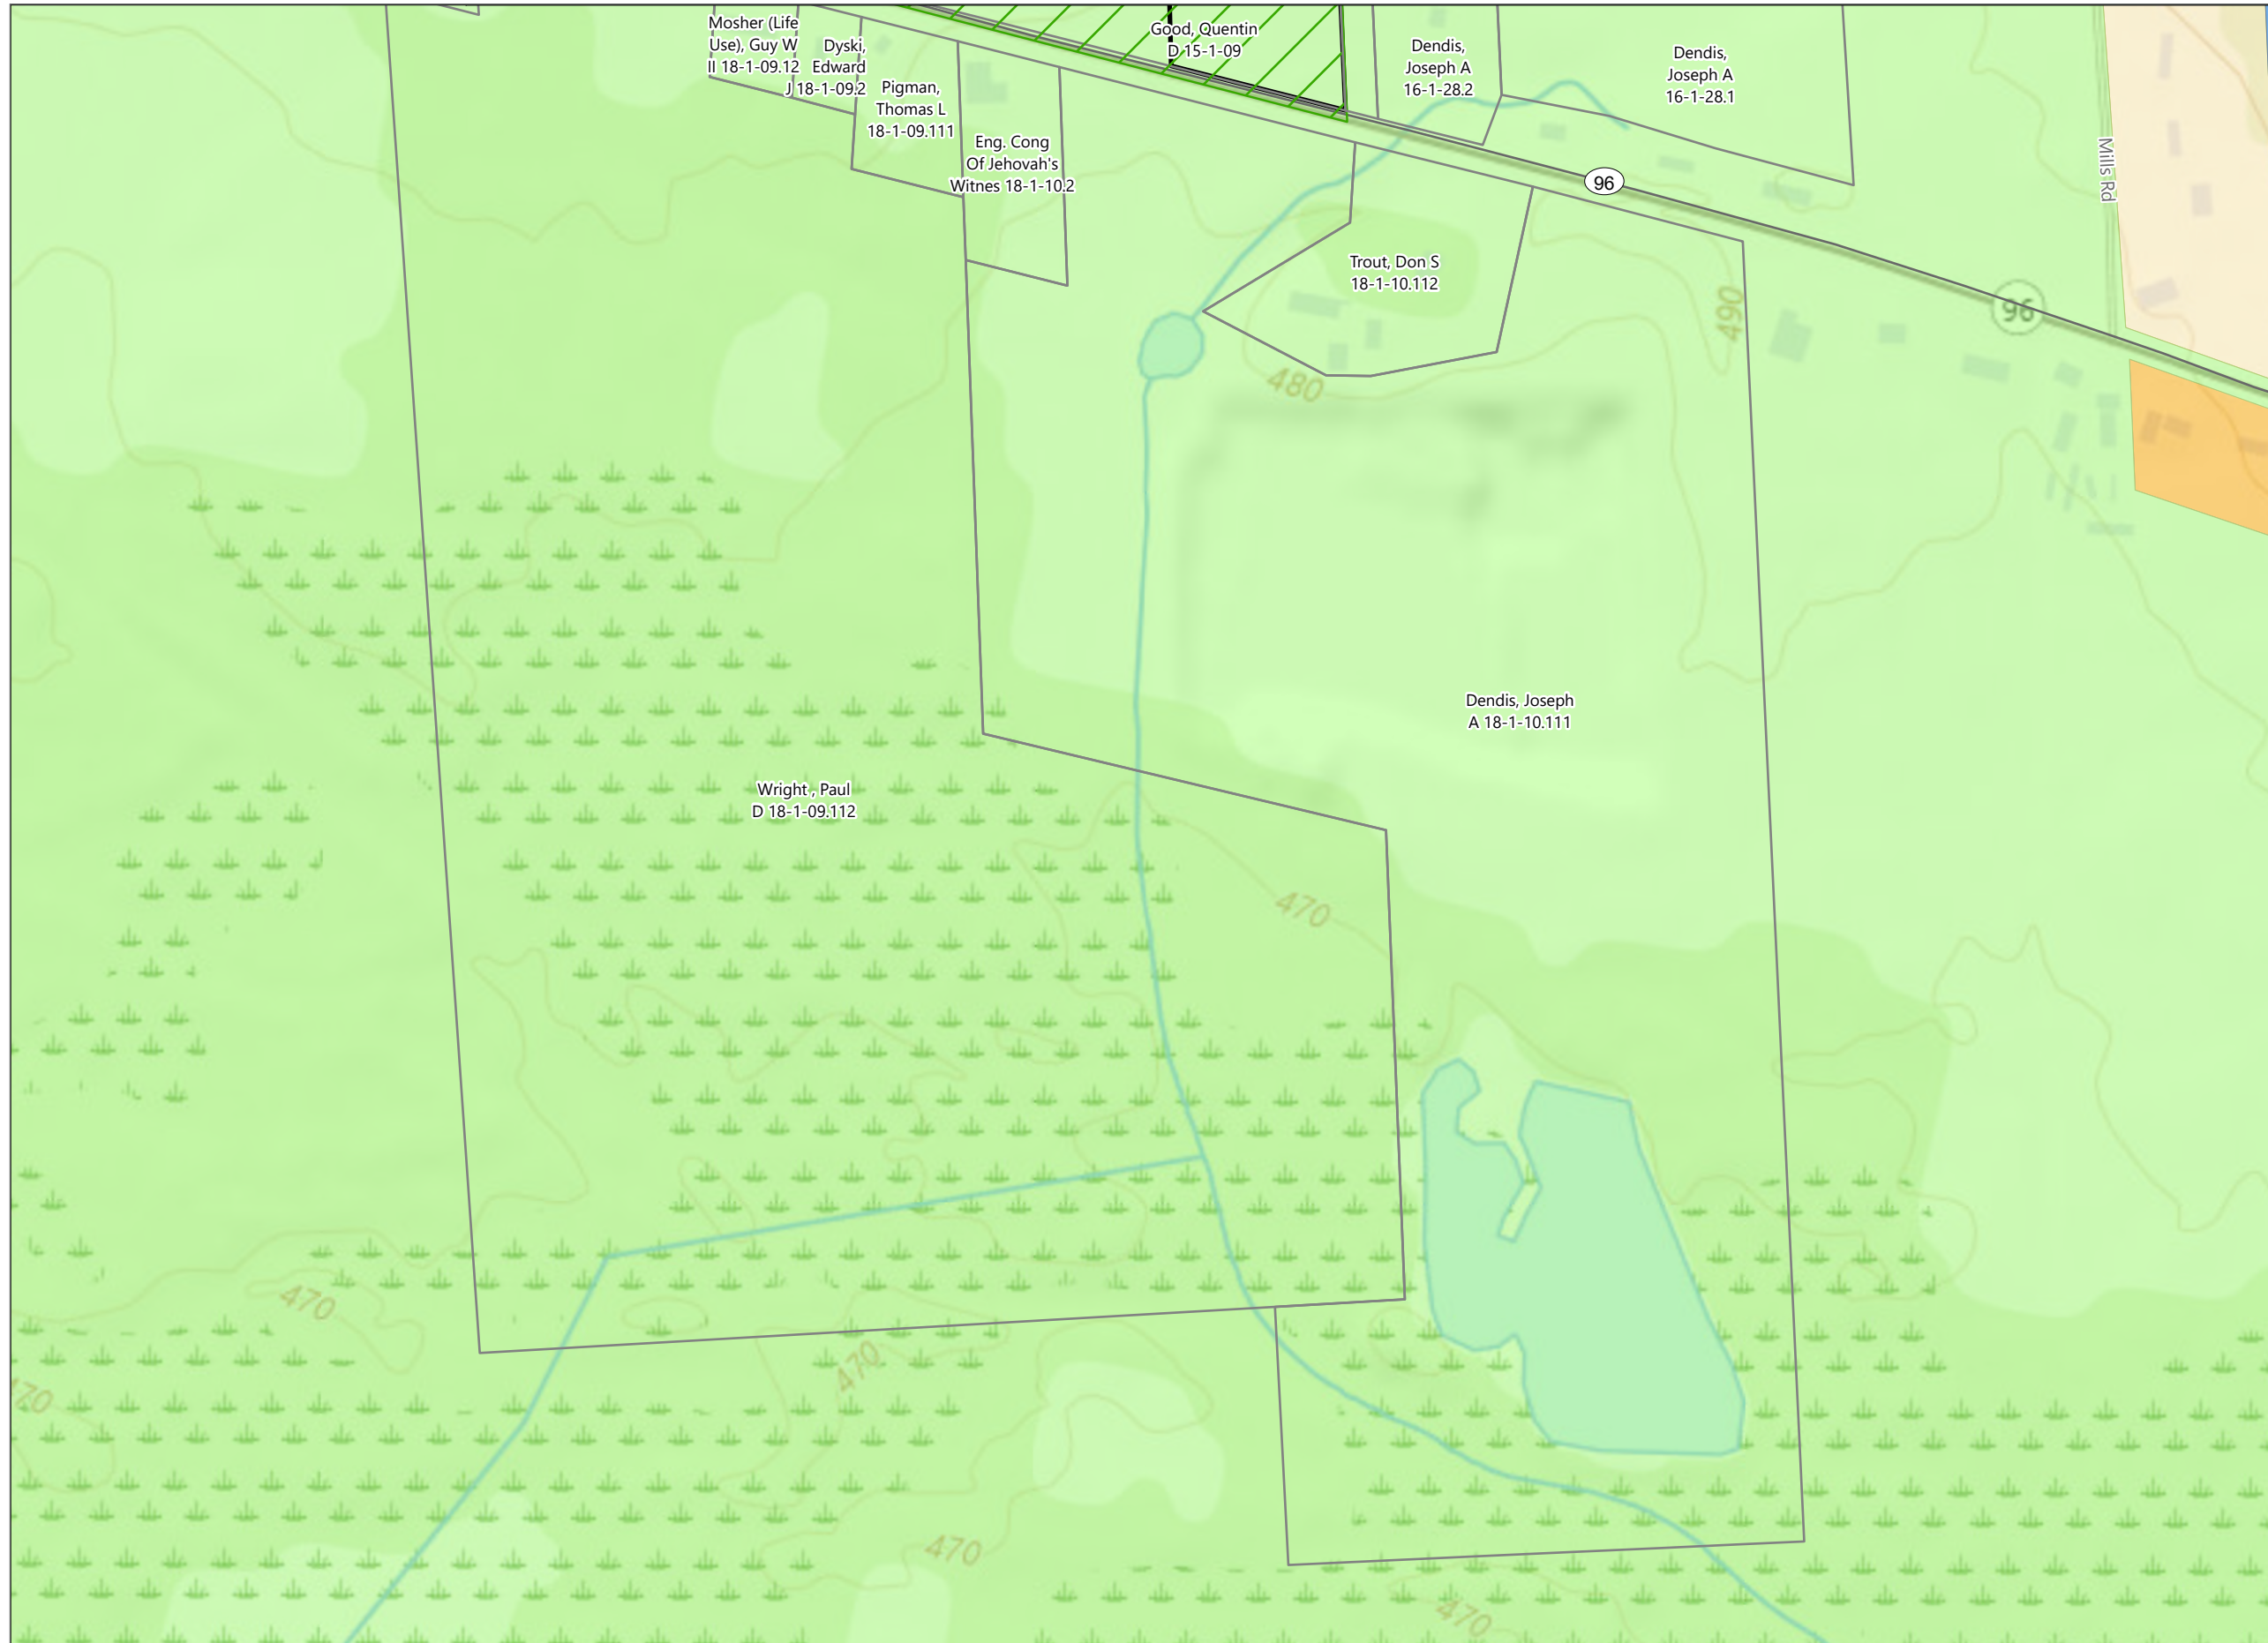 Mosher (Life
Use), Guy W
II 18-1-09.12
Dyski,
Edward
J 18-1-09.2
Pigman,
Thomas L
18-1-09.111
Eng. Cong
Of Jehovah's
Witnes 18-1-10.2
Good, Quentin
D 15-1-09
Dendis,
Joseph A
16-1-28.2
Dendis,
Joseph A
16-1-28.1
Mills Rd
96
96
Trout, Don S
18-1-10.112
490
480
Dendis, Joseph
A 18-1-10.111
Wright , Paul
D 18-1-09.112
470
470
470
470
470